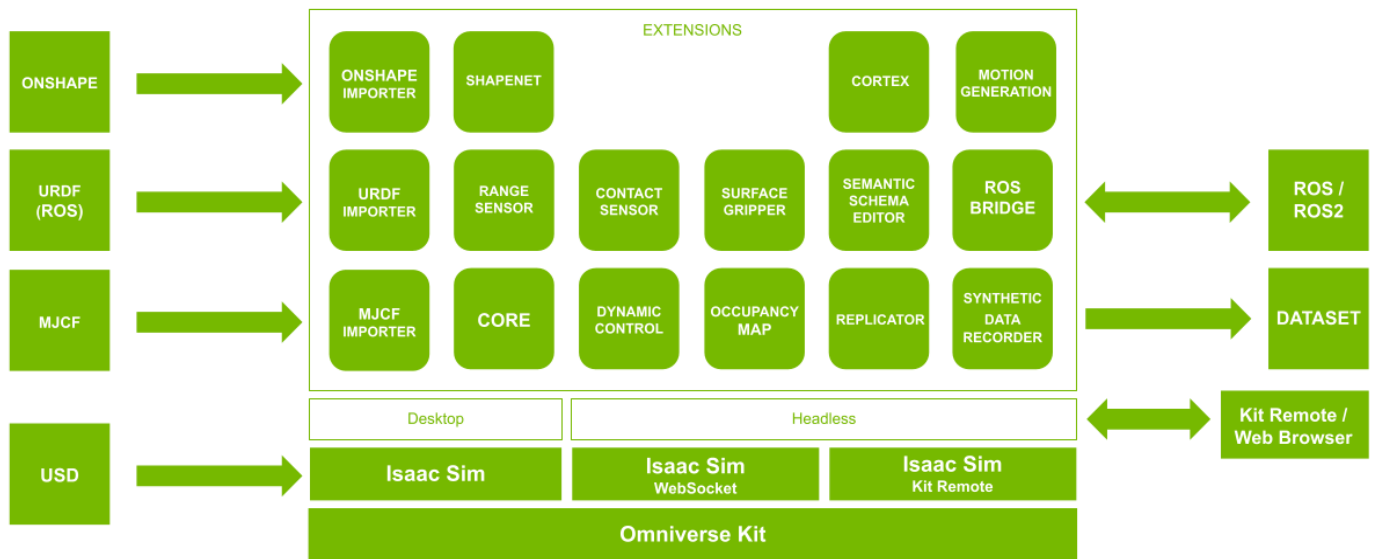 EXTENSIONS
ONSHAPE
ONSHAPE
IMPORTER
SHAPENET
CORTEX
MOTION
GENERATION
URDF
(ROS)
URDF
IMPORTER
RANGE
SENSOR
CONTACT
SENSOR
SURFACE
GRIPPER
SEMANTIC
SCHEMA
EDITOR
ROS
BRIDGE
ROS /
ROS2
MJCF
MJCF
IMPORTER
CORE
DYNAMIC
CONTROL
OCCUPANCY
MAP
REPLICATOR
SYNTHETIC
DATA
RECORDER
DATASET
Desktop
Headless
Kit Remote /
Web Browser
USD
Isaac Sim
Isaac Sim
WebSocket
Isaac Sim
Kit Remote
Omniverse Kit